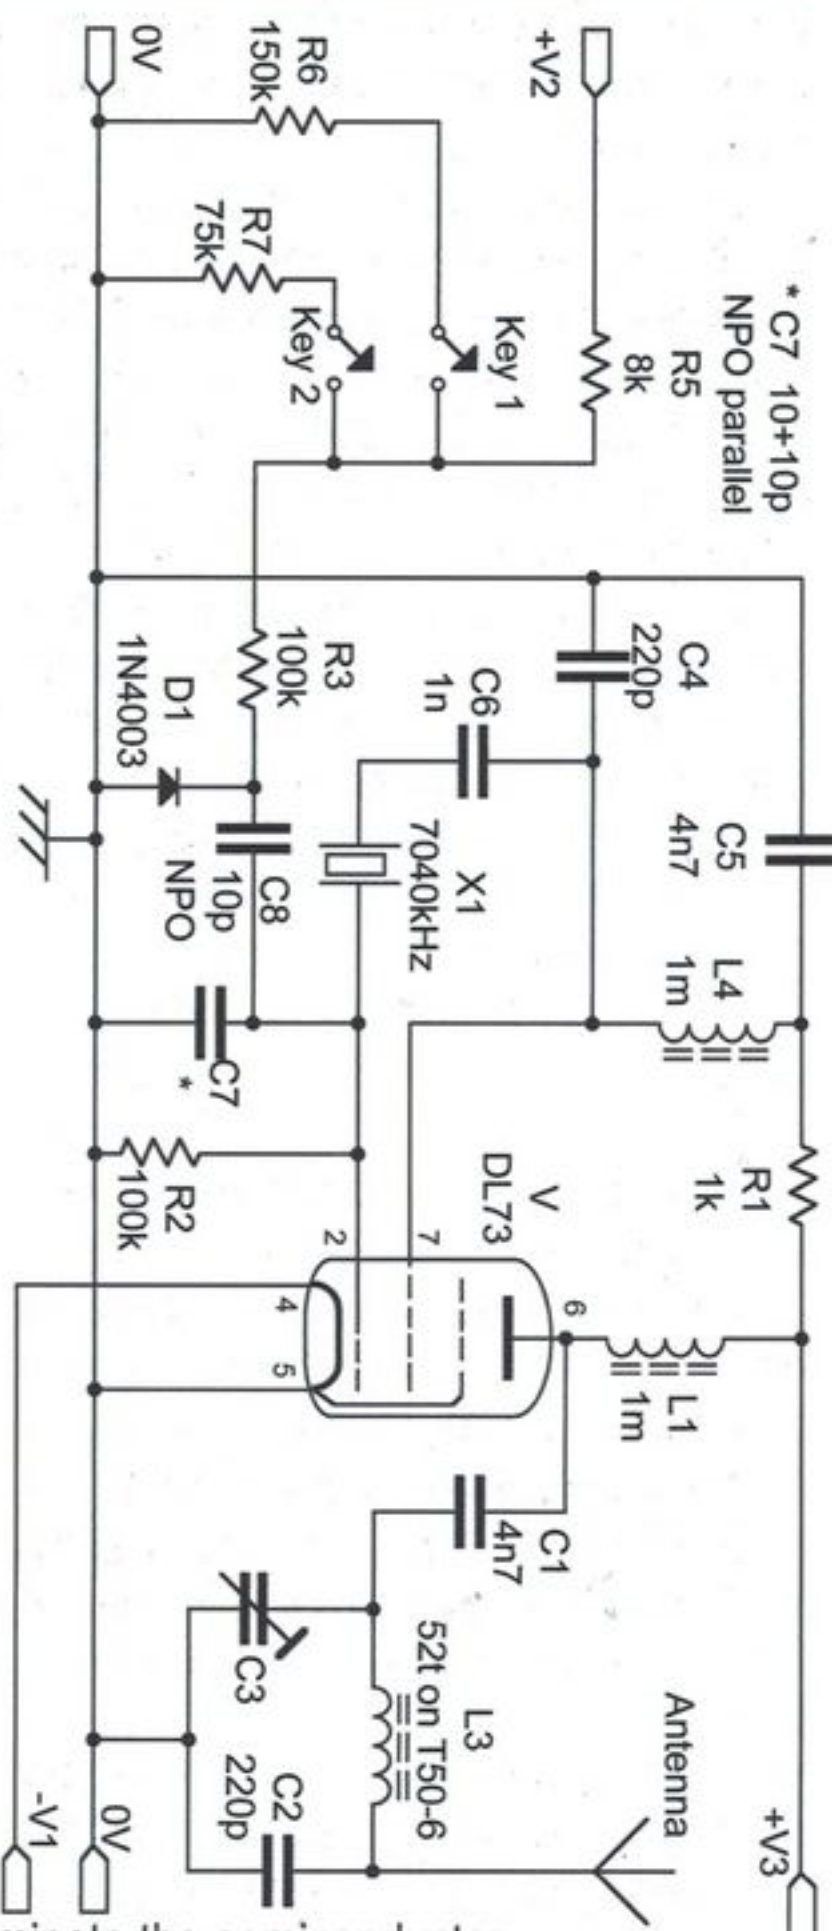 0V
R6
150k
+V2
R7
75k
* C7 10+10p
NPO parallel
Key 1
Key 2
R5
8k
R3
100k
C4
220p
C6
1n
D1
1N4003
C5
4n7
X1
7040kHz
C8
10p
NPO
L4
1m
C7
*
R2
100k
R1
1k
V
DL73
2
7
6
4
5
L1
1m
C1
4n7
L3
52t on T50-6
C3
C2
220p
Antenna
-V1
0V
+V3